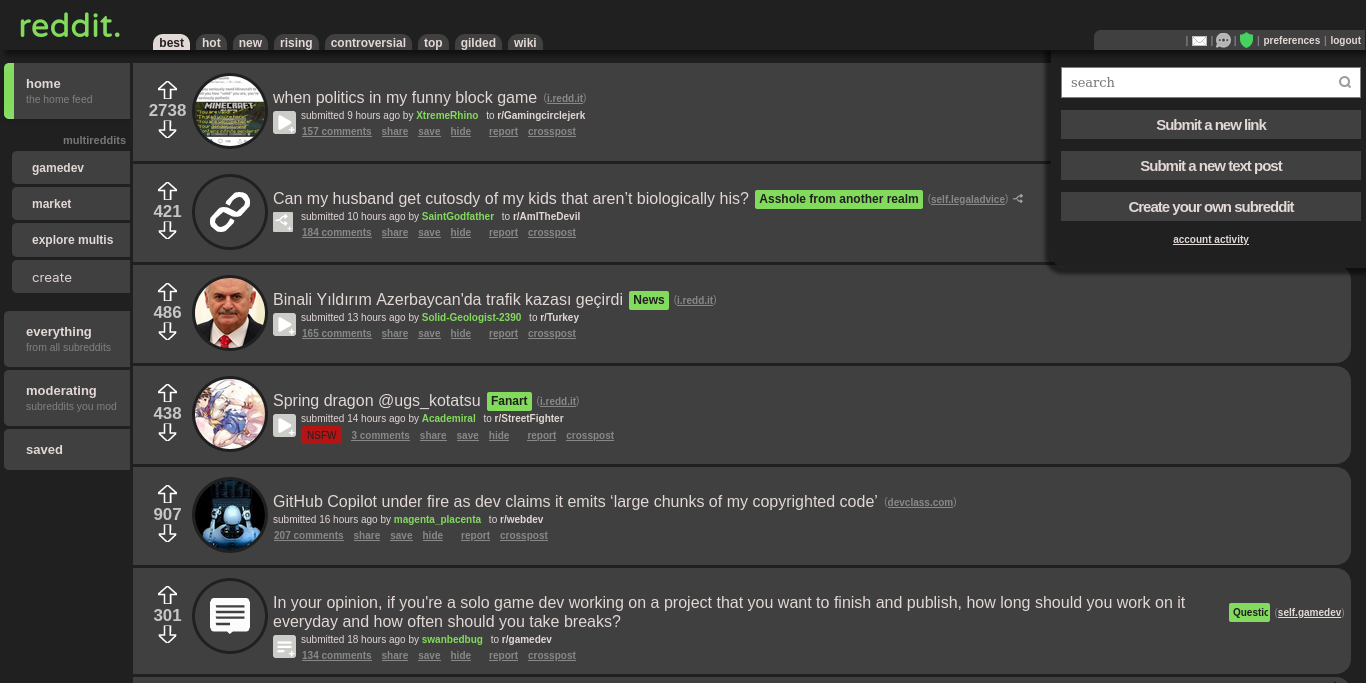 reddit.
best hot new rising controversial top gilded wiki
| | | | preferences | logout
home
the home feed
multireddits
gamedev
market
explore multis
create
everything
from all subreddits
moderating
subreddits you mod
saved
2738
when politics in my funny block game (i.redd.it)
submitted 9 hours ago by XtremeRhino to r/Gamingcirclejerk
157 comments share save hide report crosspost
MINECRAFT
421
Can my husband get cutosdy of my kids that aren’t biologically his? Asshole from another realm (self.legaladvice)
submitted 10 hours ago by SaintGodfather to r/AmITheDevil
184 comments share save hide report crosspost
486
Binali Yıldırım Azerbaycan'da trafik kazası geçirdi News (i.redd.it)
submitted 13 hours ago by Solid-Geologist-2390 to r/Turkey
165 comments share save hide report crosspost
438
Spring dragon @ugs_kotatsu Fanart (i.redd.it)
submitted 14 hours ago by Academiral to r/StreetFighter
NSFW 3 comments share save hide report crosspost
907
GitHub Copilot under fire as dev claims it emits ‘large chunks of my copyrighted code’ (devclass.com)
submitted 16 hours ago by magenta_placenta to r/webdev
207 comments share save hide report crosspost
301
In your opinion, if you're a solo game dev working on a project that you want to finish and publish, how long should you work on it
everyday and how often should you take breaks?
Questic (self.gamedev)
submitted 18 hours ago by swanbedbug to r/gamedev
134 comments share save hide report crosspost
search
Submit a new link
Submit a new text post
Create your own subreddit
account activity